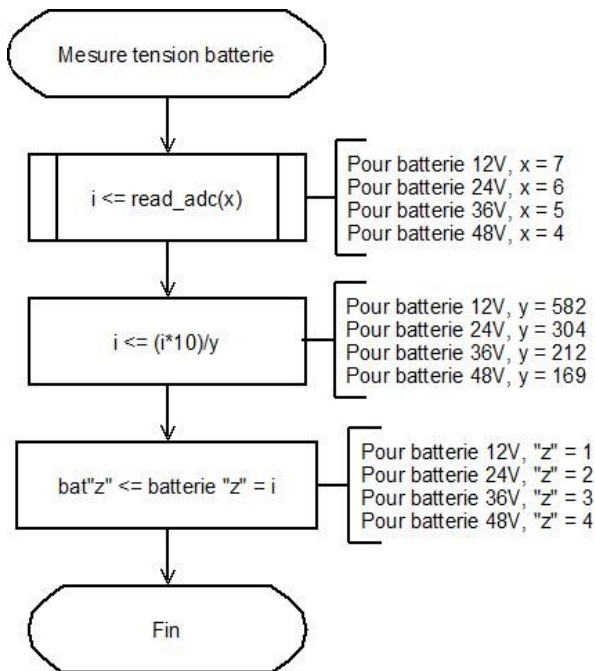 Mesure tension batterie
i <= read_adc(x)
Pour batterie 12V, x = 7
Pour batterie 24V, x = 6
Pour batterie 36V, x = 5
Pour batterie 48V, x = 4
i <= (i*10)/y
Pour batterie 12V, y = 582
Pour batterie 24V, y = 304
Pour batterie 36V, y = 212
Pour batterie 48V, y = 169
bat"z" <= batterie "z" = i
Pour batterie 12V, "z" = 1
Pour batterie 24V, "z" = 2
Pour batterie 36V, "z" = 3
Pour batterie 48V, "z" = 4
Fin